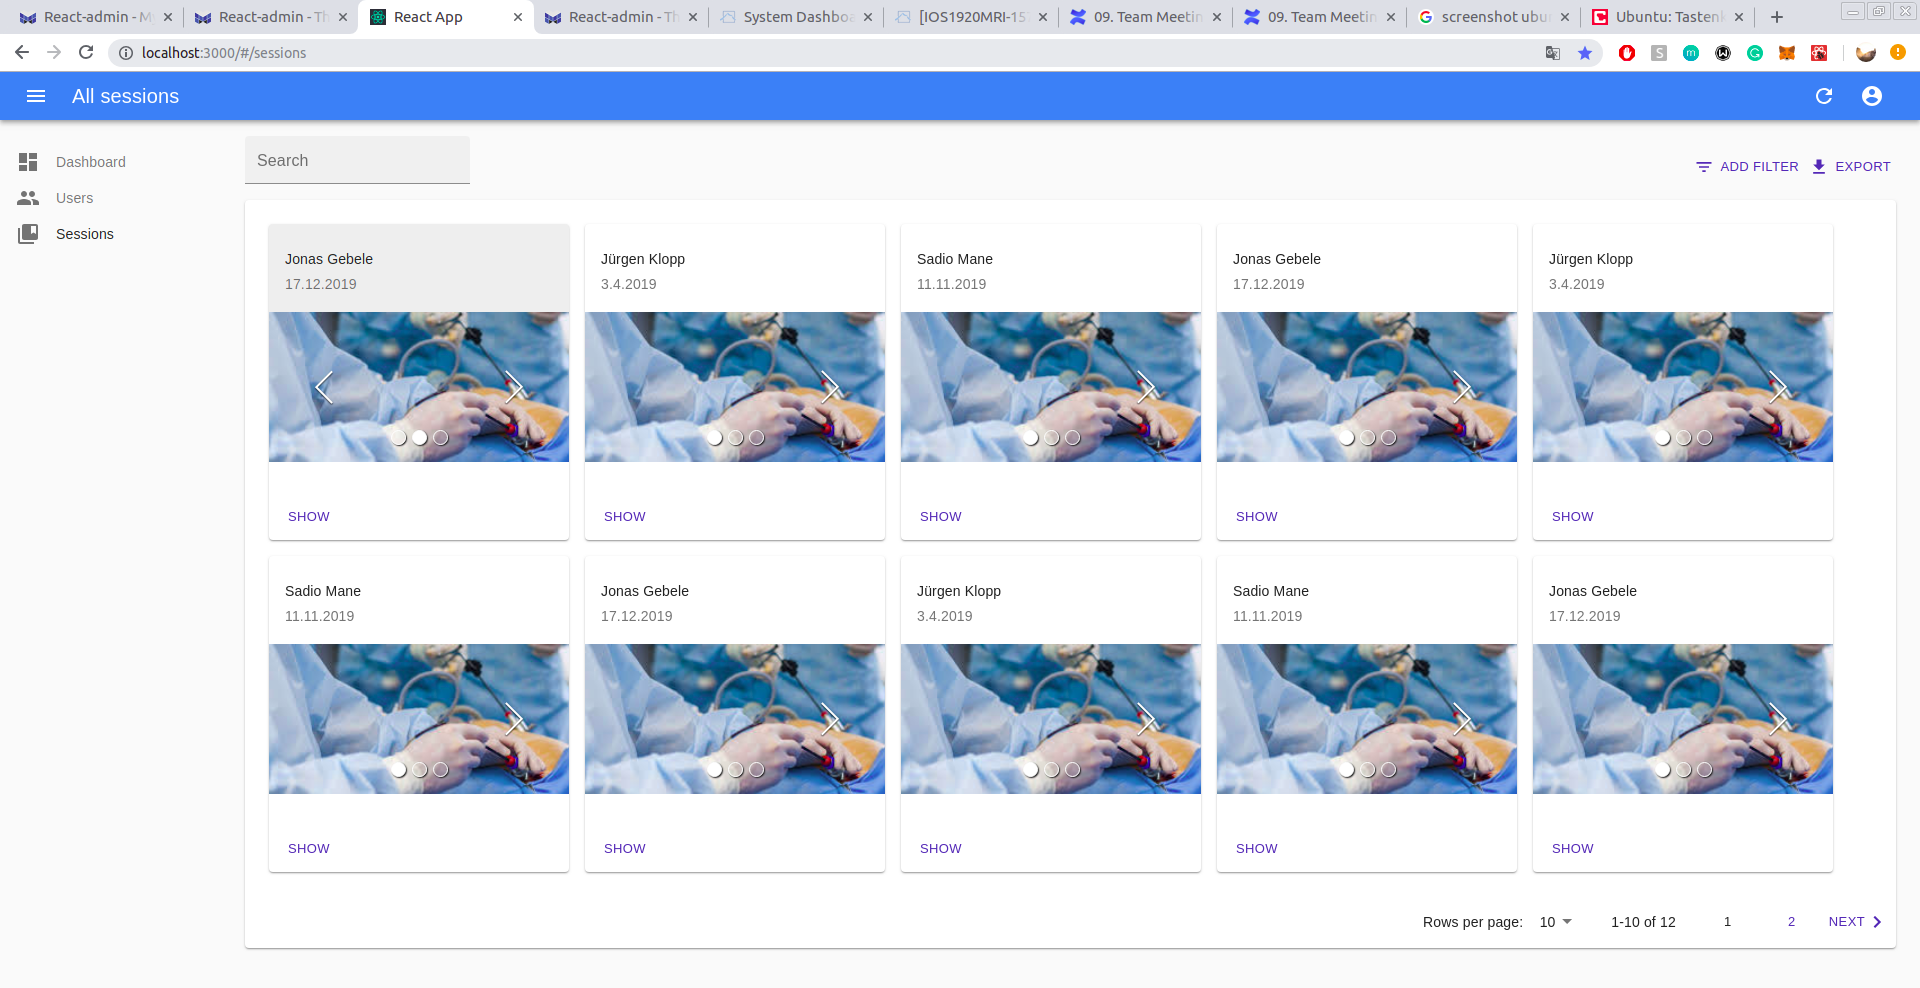 React-admin - M
React-admin - Th
React App
React-admin - Th
System Dashboa
[IOS1920MRI-15
09. Team Meetin
09. Team Meetin
screenshot ubu
Ubuntu: Tasten
localhost:3000/#/sessions
All sessions
Dashboard
Users
Sessions
Search
ADD FILTER
EXPORT
Jonas Gebele
17.12.2019
SHOW
Jürgen Klopp
3.4.2019
SHOW
Sadio Mane
11.11.2019
SHOW
Jonas Gebele
17.12.2019
SHOW
Jürgen Klopp
3.4.2019
SHOW
Sadio Mane
11.11.2019
SHOW
Jonas Gebele
17.12.2019
SHOW
Jürgen Klopp
3.4.2019
SHOW
Sadio Mane
11.11.2019
SHOW
Jonas Gebele
17.12.2019
SHOW
Rows per page: 10 1-10 of 12 1 2 NEXT